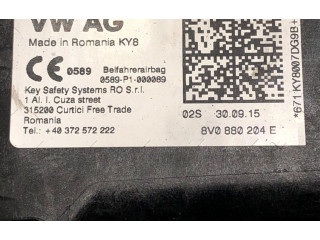 VW AG
Made in Romania KY8
CE 0589 Beifahrerairbag
0589-P1-000089
Key Safety Systems RO S.r.l.
1 Al. I. Cuza street
315200 Curtici Free Trade
Romania
Tel.: +40 372 572 222
02S 30.09.15
8V0 880 204 E
*671KY8007DG9B+